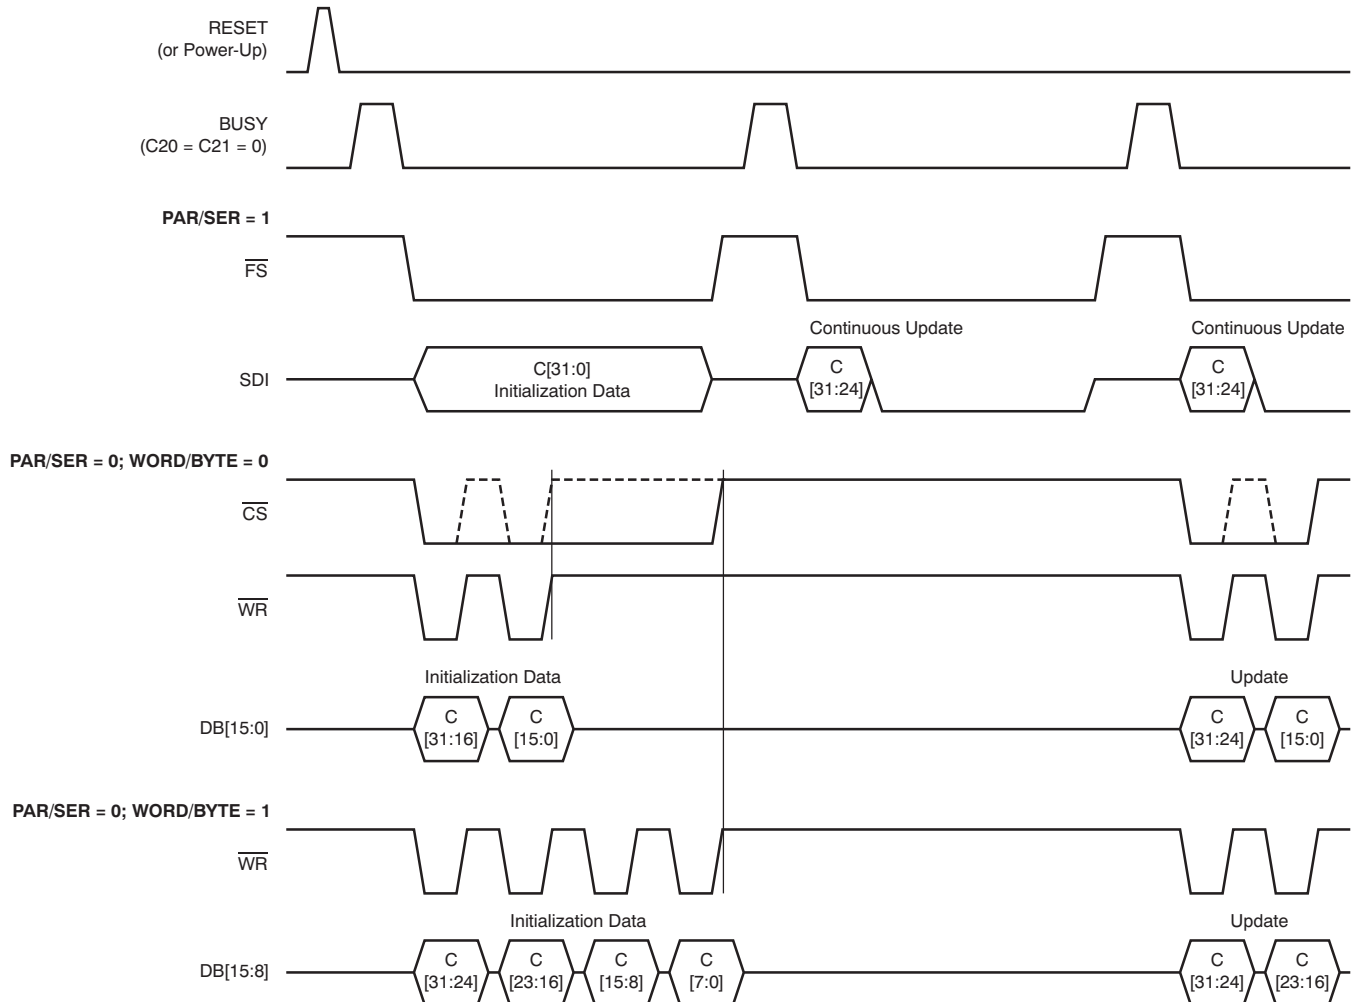 RESET
(or Power-Up)
BUSY
(C20 = C21 = 0)
PAR/SER = 1
FS
Continuous Update
Continuous Update
SDI
C[31:0]
Initialization Data
C
[31:24]
C
[31:24]
PAR/SER = 0; WORD/BYTE = 0
CS
WR
Initialization Data
Update
DB[15:0]
C
[31:16]
C
[15:0]
C
[31:24]
C
[15:0]
PAR/SER = 0; WORD/BYTE = 1
WR
Initialization Data
Update
DB[15:8]
C
[31:24]
C
[23:16]
C
[15:8]
C
[7:0]
C
[31:24]
C
[23:16]